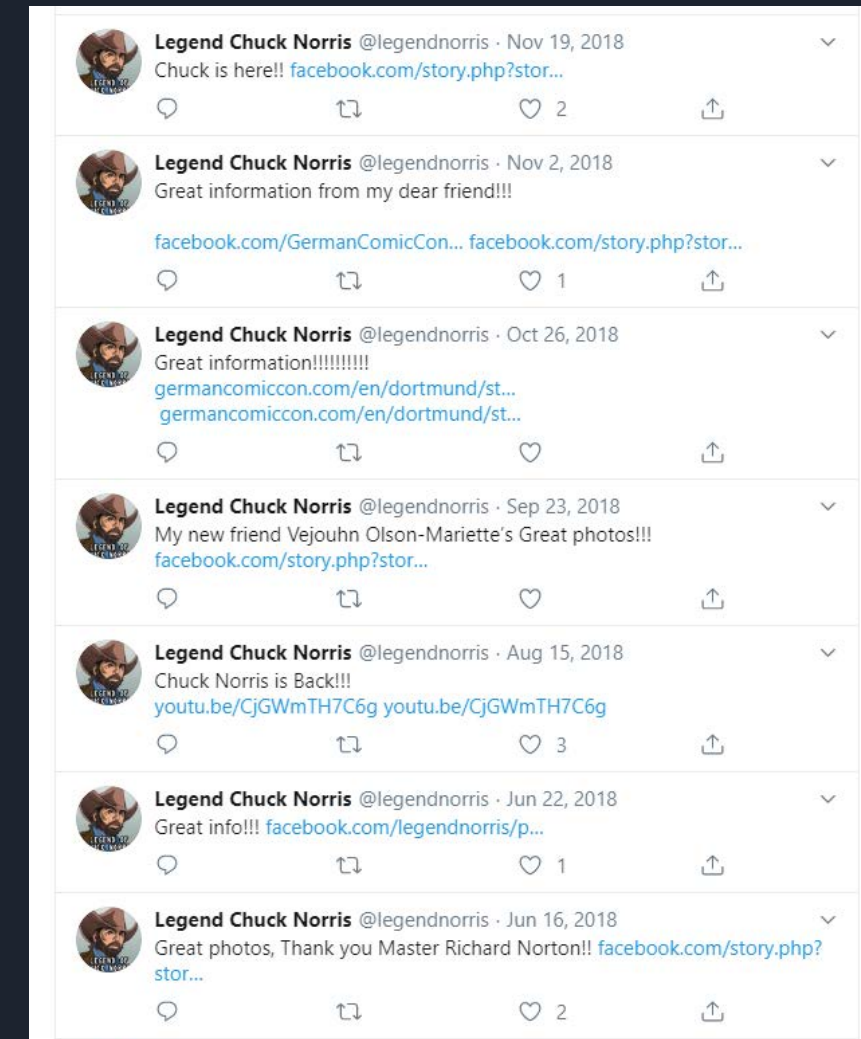 Legend Chuck Norris @legendnorris · Nov 19, 2018
Chuck is here!! facebook.com/story.php?stor...
2
Legend Chuck Norris @legendnorris · Nov 2, 2018
Great information from my dear friend!!!
facebook.com/GermanComicCon... facebook.com/story.php?stor...
1
Legend Chuck Norris @legendnorris · Oct 26, 2018
Great information!!!!!!!!!!
germancomiccon.com/en/dortmund/st...
germancomiccon.com/en/dortmund/st...
Legend Chuck Norris @legendnorris · Sep 23, 2018
My new friend Vejouhn Olson-Mariette's Great photos!!!
facebook.com/story.php?stor...
Legend Chuck Norris @legendnorris · Aug 15, 2018
Chuck Norris is Back!!!
youtu.be/CjGWmTH7C6g youtu.be/CjGWmTH7C6g
3
Legend Chuck Norris @legendnorris · Jun 22, 2018
Great info!!! facebook.com/legendnorris/p...
1
Legend Chuck Norris @legendnorris · Jun 16, 2018
Great photos, Thank you Master Richard Norton!! facebook.com/story.php?
stor...
2